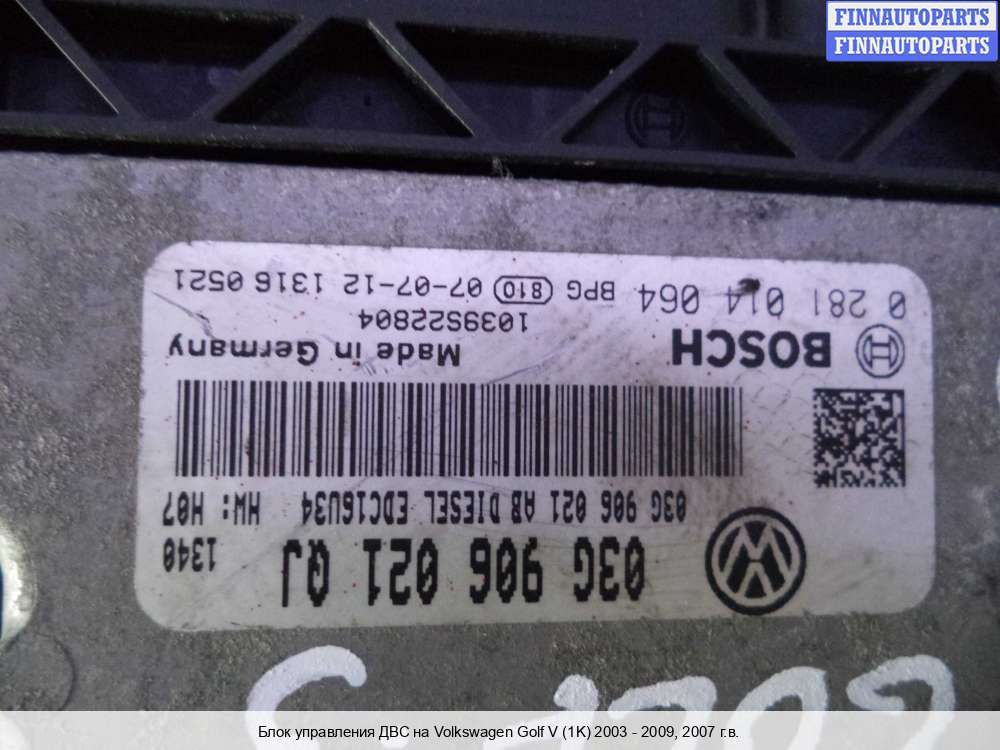 FINNAUTOPARTS
FINNAUTOPARTS
03G 906 021 QJ 1340
03G 906 021 AB DIESEL EDC16U34 HW: H07
BOSCH Made in Germany
1039S22804
0 281 014 064 BPG 810 07-07-12 1316 0521
GOLF-5
Блок управления ДВС на Volkswagen Golf V (1K) 2003 - 2009, 2007 г.в.